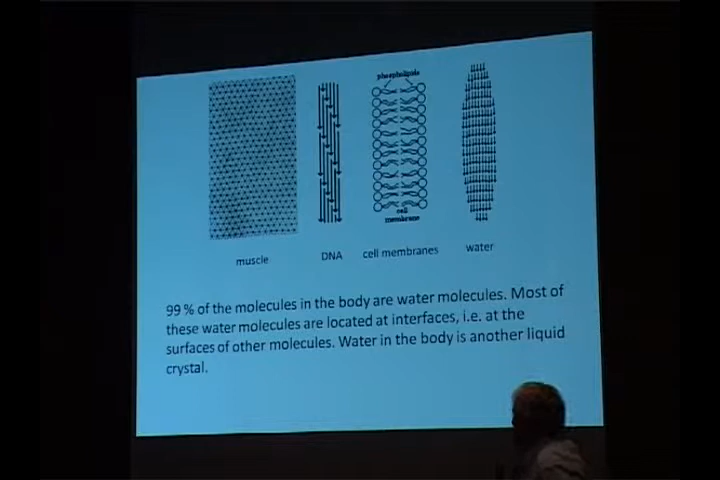 phospholipids
cell
membrane
muscle
DNA
cell membranes
water
99 % of the molecules in the body are water molecules. Most of
these water molecules are located at interfaces, i.e. at the
surfaces of other molecules. Water in the body is another liquid
crystal.